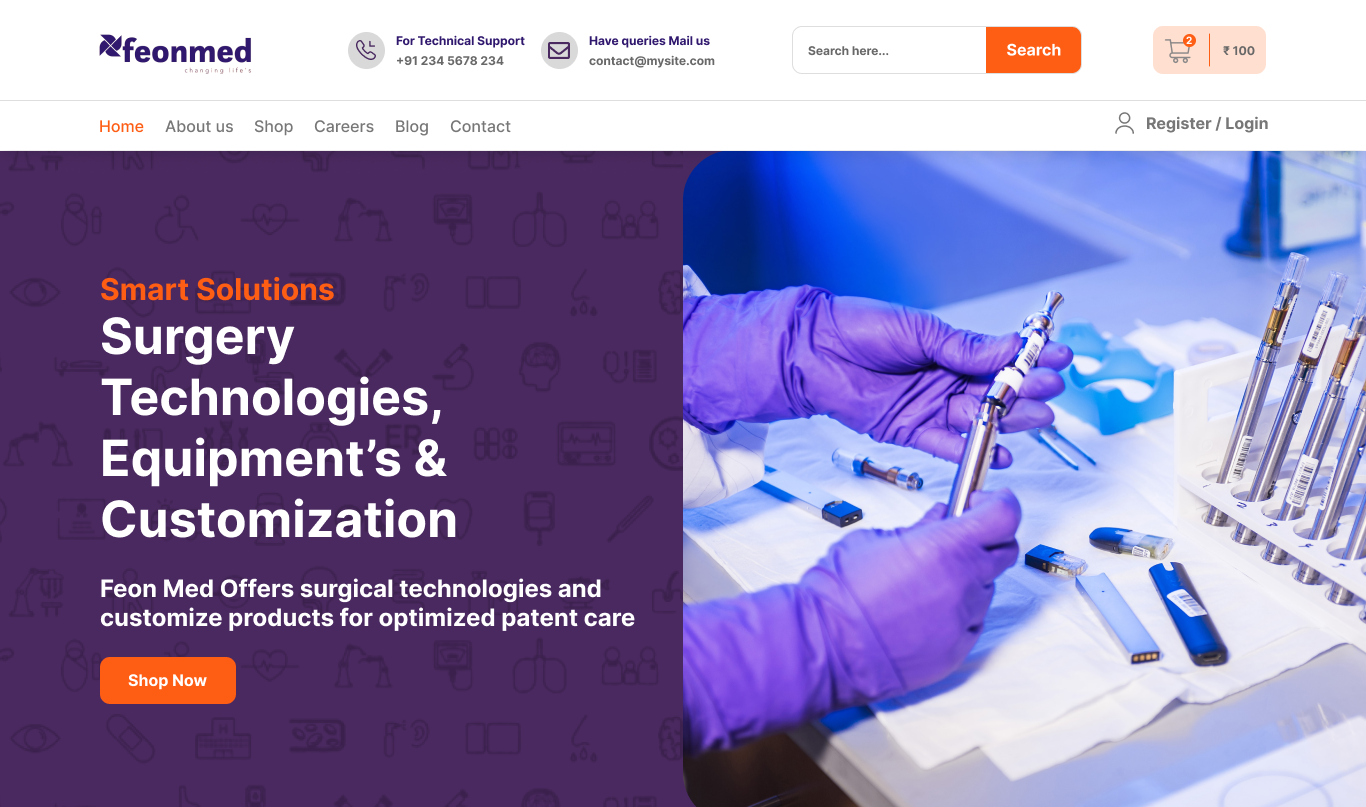 feonmed
changing life's
For Technical Support
+91 234 5678 234
Have queries Mail us
contact@mysite.com
Search here...
Search
2
₹ 100
Home
About us
Shop
Careers
Blog
Contact
Register / Login
Smart Solutions
Surgery
Technologies,
Equipment’s &
Customization
ER
Feon Med Offers surgical technologies and
customize products for optimized patent care
Shop Now